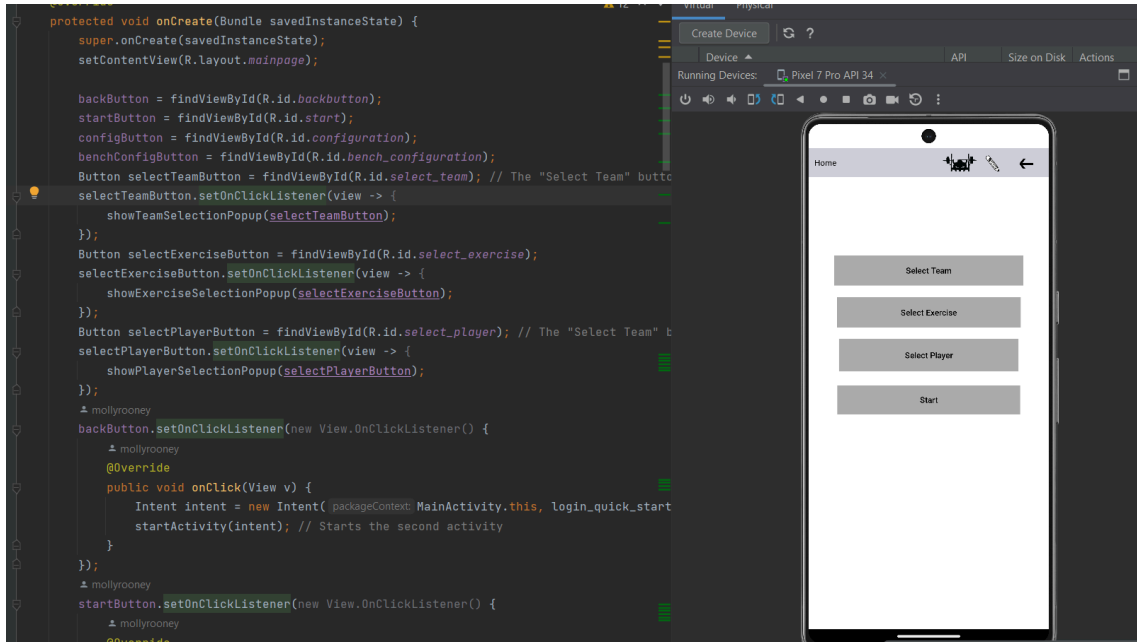 @Override
protected void onCreate(Bundle savedInstanceState) {
super.onCreate(savedInstanceState);
setContentView(R.layout.mainpage);
backButton = findViewById(R.id.backbutton);
startButton = findViewById(R.id.start);
configButton = findViewById(R.id.configuration);
benchConfigButton = findViewById(R.id.bench_configuration);
Button selectTeamButton = findViewById(R.id.select_team); // The "Select Team" butto
selectTeamButton.setOnClickListener(view -> {
showTeamSelectionPopup(selectTeamButton);
});
Button selectExerciseButton = findViewById(R.id.select_exercise);
selectExerciseButton.setOnClickListener(view -> {
showExerciseSelectionPopup(selectExerciseButton);
});
Button selectPlayerButton = findViewById(R.id.select_player); // The "Select Team" b
selectPlayerButton.setOnClickListener(view -> {
showPlayerSelectionPopup(selectPlayerButton);
});
mollyrooney
backButton.setOnClickListener(new View.OnClickListener() {
mollyrooney
@Override
public void onClick(View v) {
Intent intent = new Intent( packageContext: MainActivity.this, login_quick_start
startActivity(intent); // Starts the second activity
}
});
mollyrooney
startButton.setOnClickListener(new View.OnClickListener() {
mollyrooney
@Override
12
Virtual Physical
Create Device ?
Device API Size on Disk Actions
Running Devices: Pixel 7 Pro API 34
Home
Select Team
Select Exercise
Select Player
Start